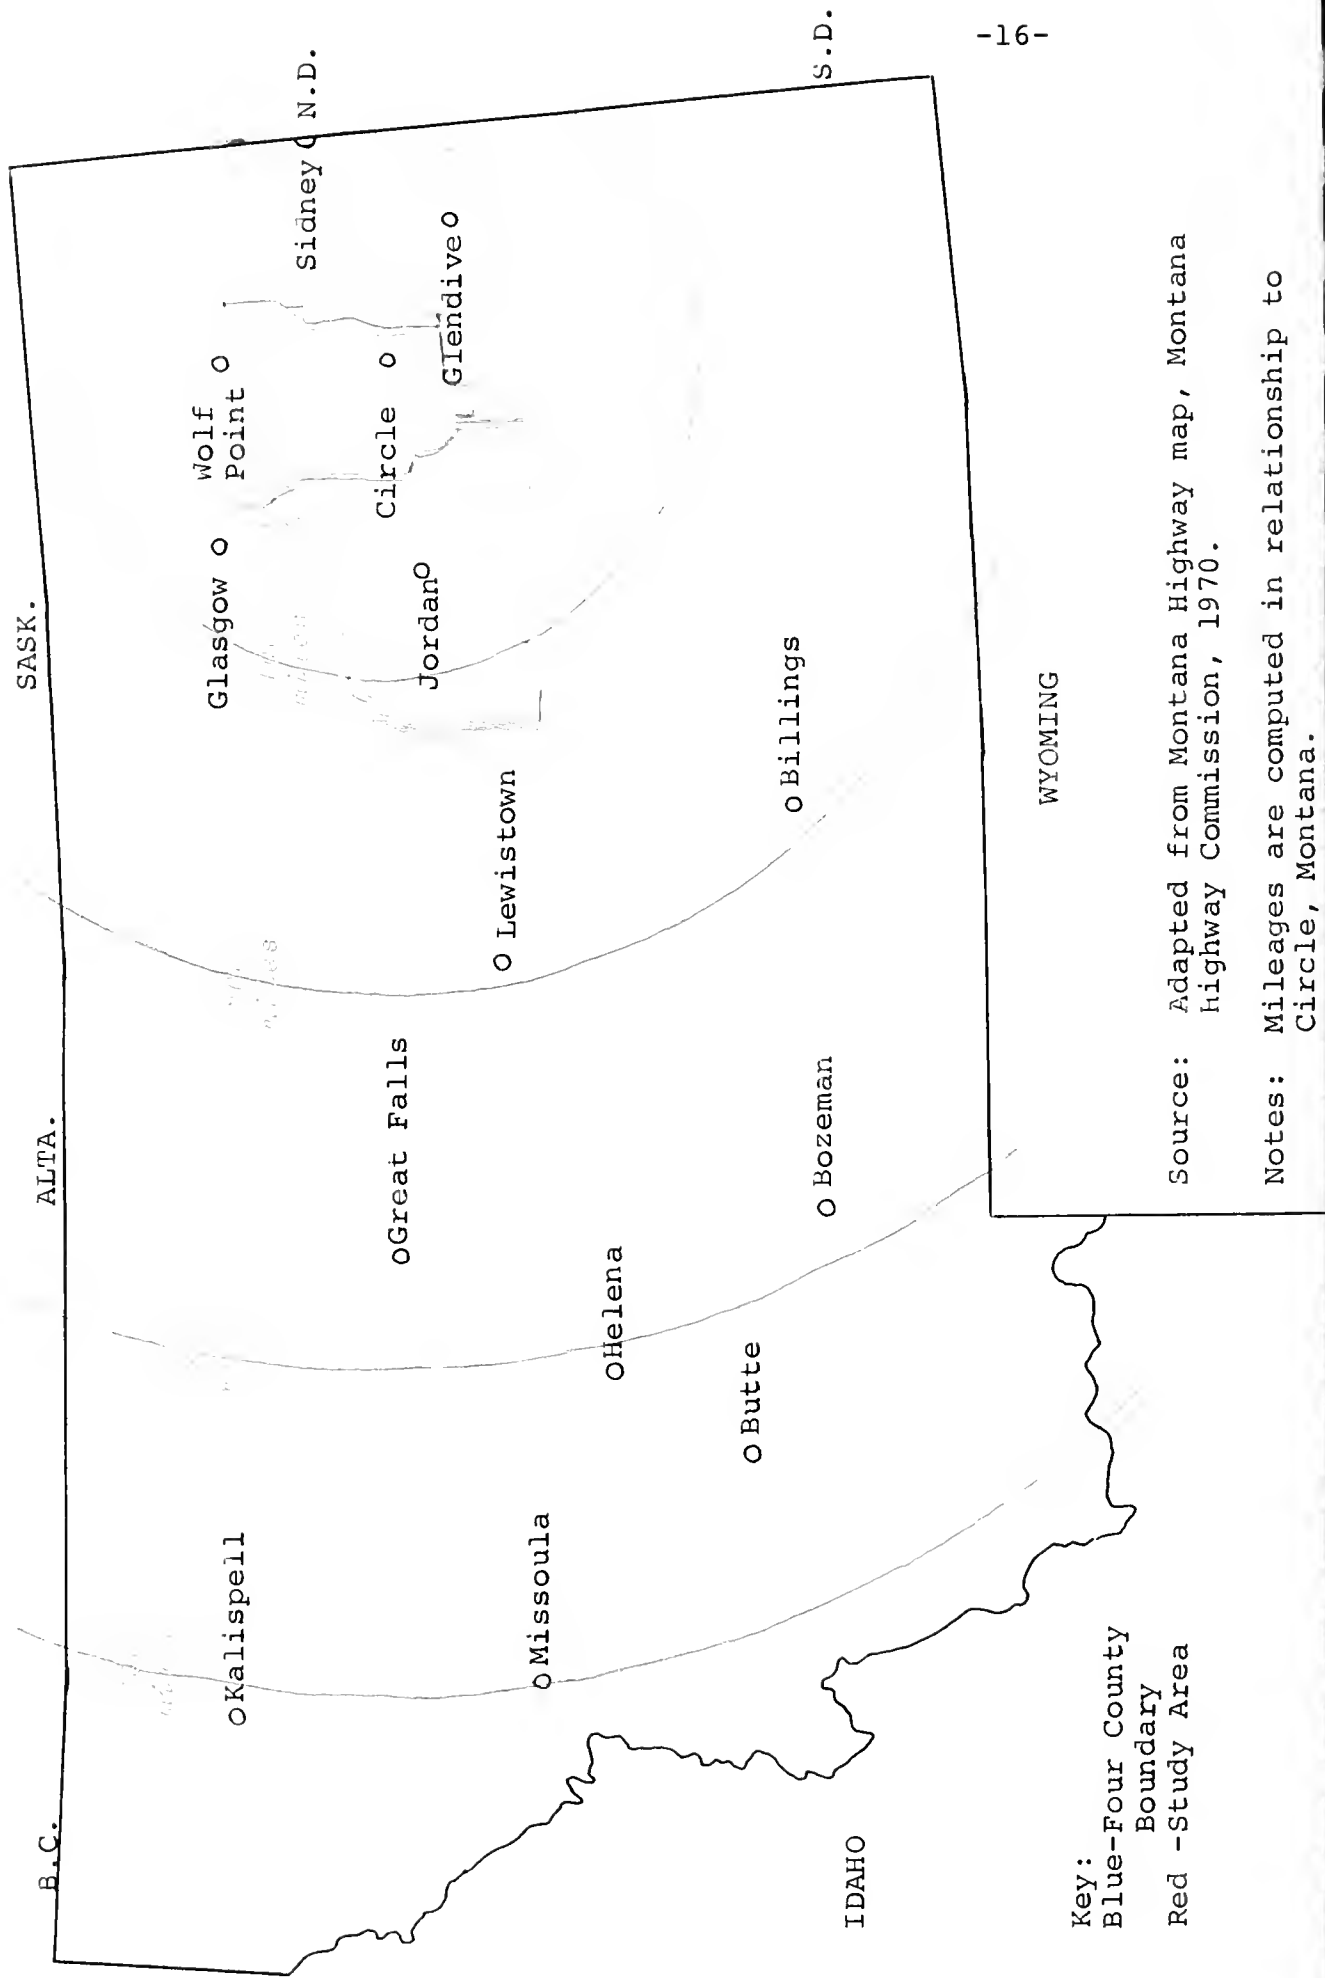 -16-
B.C.
ALTA.
SASK.
Glasgow
Wolf
Point
Sidney
N.D.
Kalispell
Great Falls
Circle
Jordan
Glendive
Lewistown
Missoula
Helena
Butte
Billings
Bozeman
S.D.
IDAHO
WYOMING
Key:
Blue-Four County
Boundary
Red -Study Area
Source: Adapted from Montana Highway map, Montana
Highway Commission, 1970.
Notes: Mileages are computed in relationship to
Circle, Montana.